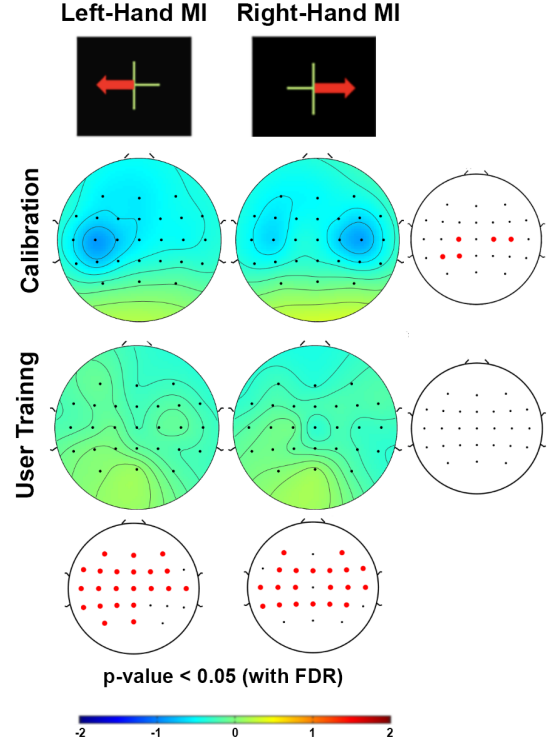 Left-Hand MI
Right-Hand MI
Calibration
User Trainng
p-value < 0.05 (with FDR)
-2
-1
0
1
2